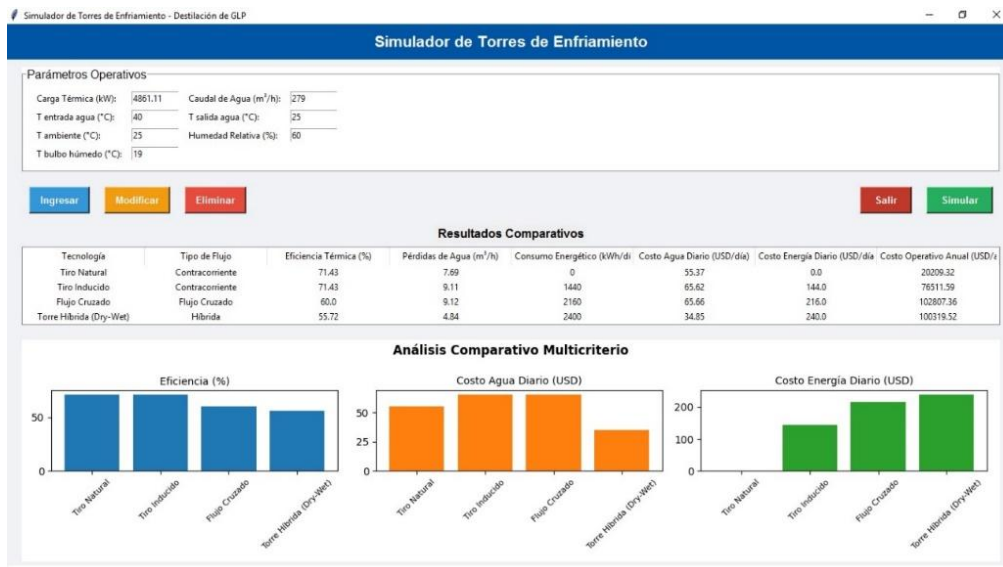 Simulador de Torres de Enfriamiento - Destilación de GLP
Simulador de Torres de Enfriamiento
Parámetros Operativos
Carga Térmica (kW): 4861.11 Caudal de Agua (m³/h): 279
T entrada agua (°C): 40 T salida agua (°C): 25
T ambiente (°C): 25 Humedad Relativa (%): 60
T bulbo húmedo (°C): 19
Ingresar Modificar Eliminar Salir Simular
Resultados Comparativos
Tecnología Tipo de Flujo Eficiencia Térmica (%) Pérdidas de Agua (m³/h) Consumo Energético (kWh/dí Costo Agua Diario (USD/día) Costo Energía Diario (USD/día Costo Operativo Anual (USD/a
Tiro Natural Contracorriente 71.43 7.69 0 55.37 0.0 20209.32
Tiro Inducido Contracorriente 71.43 9.11 1440 65.62 144.0 76511.59
Flujo Cruzado Flujo Cruzado 60.0 9.12 2160 65.66 216.0 102807.36
Torre Híbrida (Dry-Wet) Híbrida 55.72 4.84 2400 34.85 240.0 100319.52
Análisis Comparativo Multicriterio
Eficiencia (%) Costo Agua Diario (USD) Costo Energía Diario (USD)
50
0
Tiro Natural Tiro Inducido Flujo Cruzado Torre Híbrida (Dry-Wet)
50
25
0
Tiro Natural Tiro Inducido Flujo Cruzado Torre Híbrida (Dry-Wet)
200
100
0
Tiro Natural Tiro Inducido Flujo Cruzado Torre Híbrida (Dry-Wet)